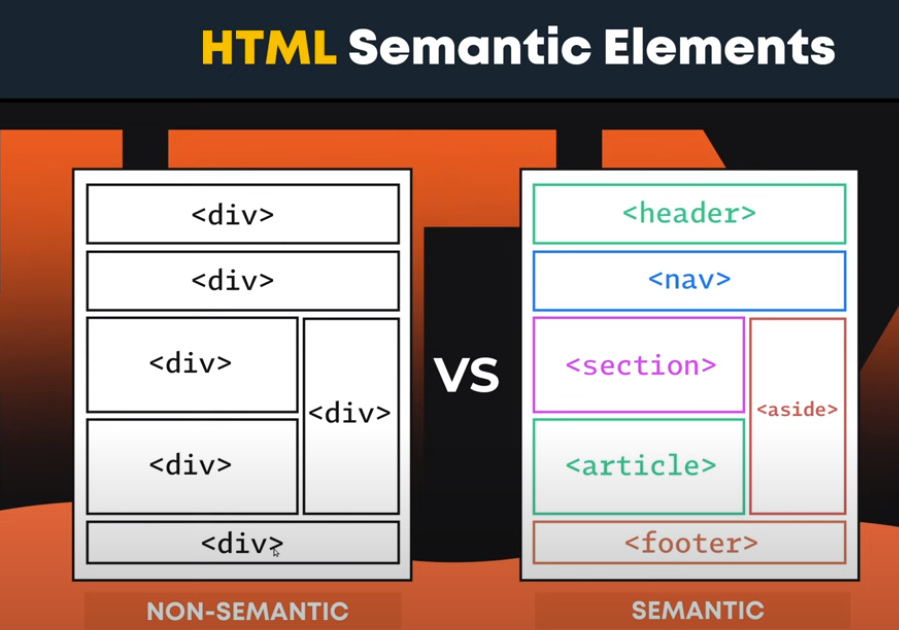 HTML Semantic Elements
<div>
<div>
<div>
<div>
<div>
<div>
NON-SEMANTIC
VS
<header>
<nav>
<section>
<aside>
<article>
<footer>
SEMANTIC